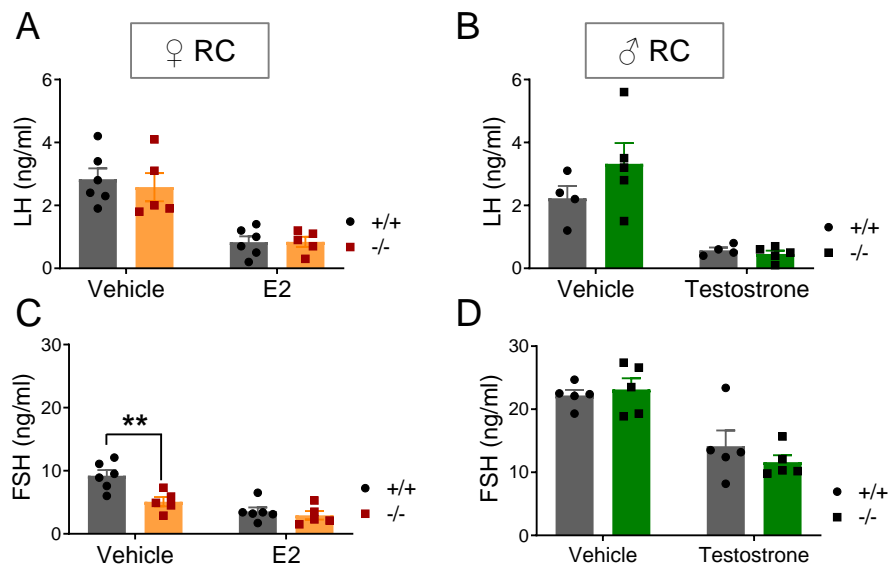 A
♀ RC
LH (ng/ml)
6
4
2
0
Vehicle
E2
+/+
-/-
B
♂ RC
LH (ng/ml)
6
4
2
0
Vehicle
Testostrone
+/+
-/-
C
FSH (ng/ml)
30
20
10
0
**
Vehicle
E2
+/+
-/-
D
FSH (ng/ml)
30
20
10
0
Vehicle
Testostrone
+/+
-/-